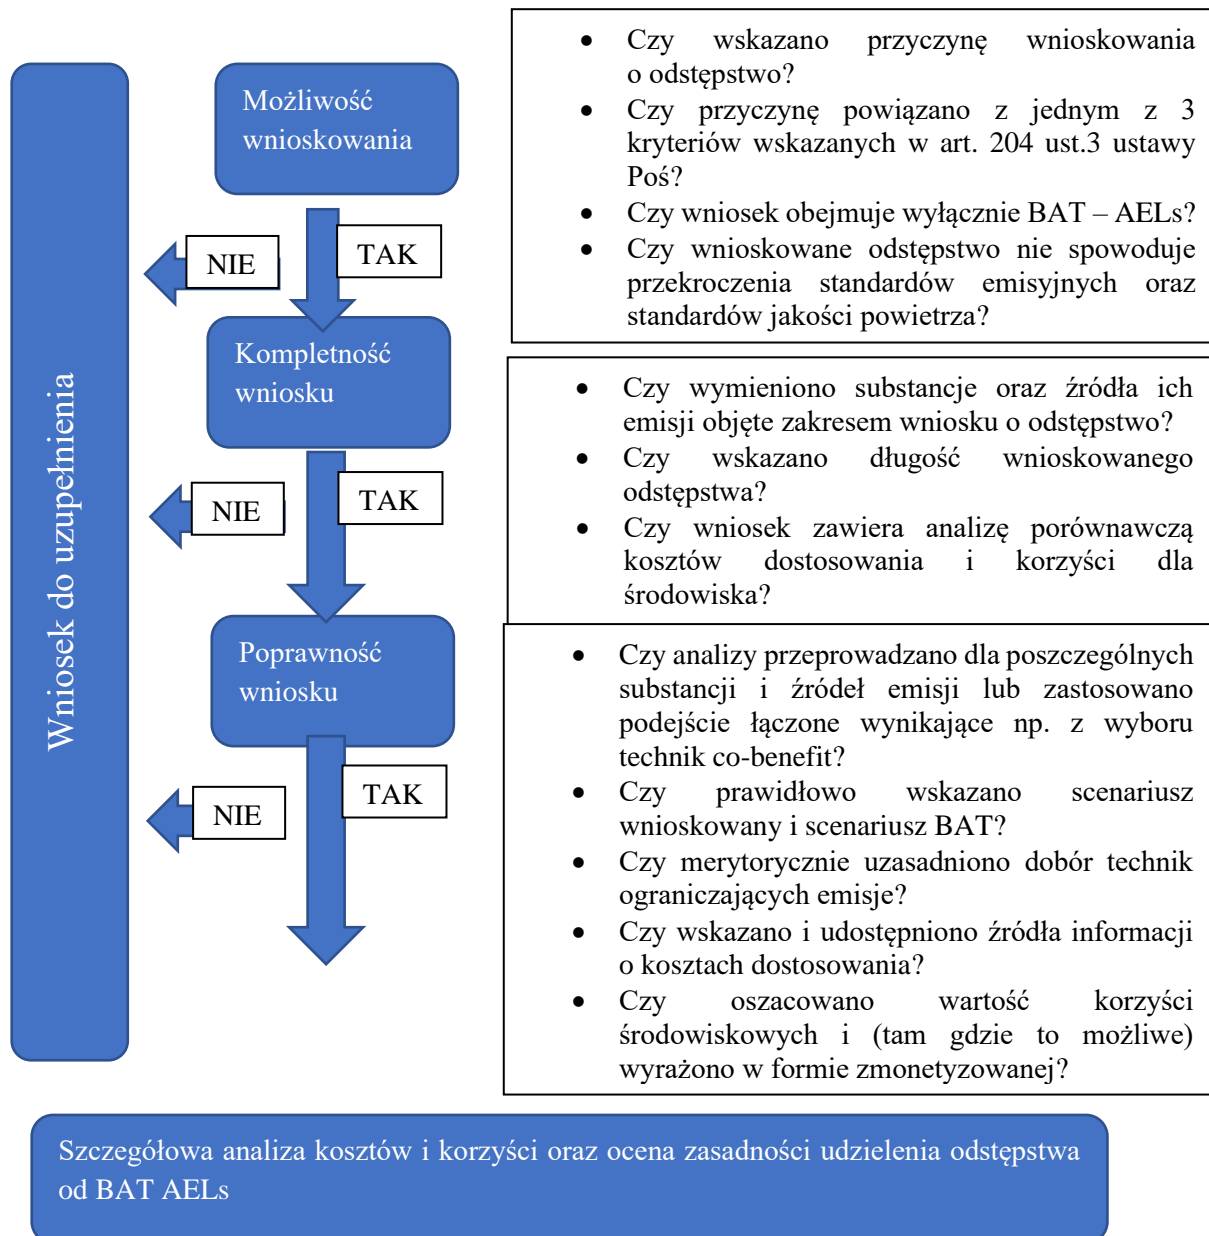 Wniosek do uzupełnienia
Możliwość
wnioskowania
• Czy wskazano przyczynę wnioskowania
o odstępstwo?
• Czy przyczynę powiązano z jednym z 3
kryteriów wskazanych w art. 204 ust.3 ustawy
Poś?
• Czy wniosek obejmuje wyłącznie BAT – AELs?
• Czy wnioskowane odstępstwo nie spowoduje
przekroczenia standardów emisyjnych oraz
standardów jakości powietrza?
NIE
TAK
Kompletność
wniosku
• Czy wymieniono substancje oraz źródła ich
emisji objęte zakresem wniosku o odstępstwo?
• Czy wskazano długość wnioskowanego
odstępstwa?
• Czy wniosek zawiera analizę porównawczą
kosztów dostosowania i korzyści dla
środowiska?
NIE
TAK
Poprawność
wniosku
• Czy analizy przeprowadzano dla poszczególnych
substancji i źródeł emisji lub zastosowano
podejście łączone wynikające np. z wyboru
technik co-benefit?
• Czy prawidłowo wskazano scenariusz
wnioskowany i scenariusz BAT?
• Czy merytorycznie uzasadniono dobór technik
ograniczających emisje?
• Czy wskazano i udostępniono źródła informacji
o kosztach dostosowania?
• Czy oszacowano wartość korzyści
środowiskowych i (tam gdzie to możliwe)
wyrażono w formie zmonetyzowanej?
NIE
TAK
Szczegółowa analiza kosztów i korzyści oraz ocena zasadności udzielenia odstępstwa
od BAT AELs